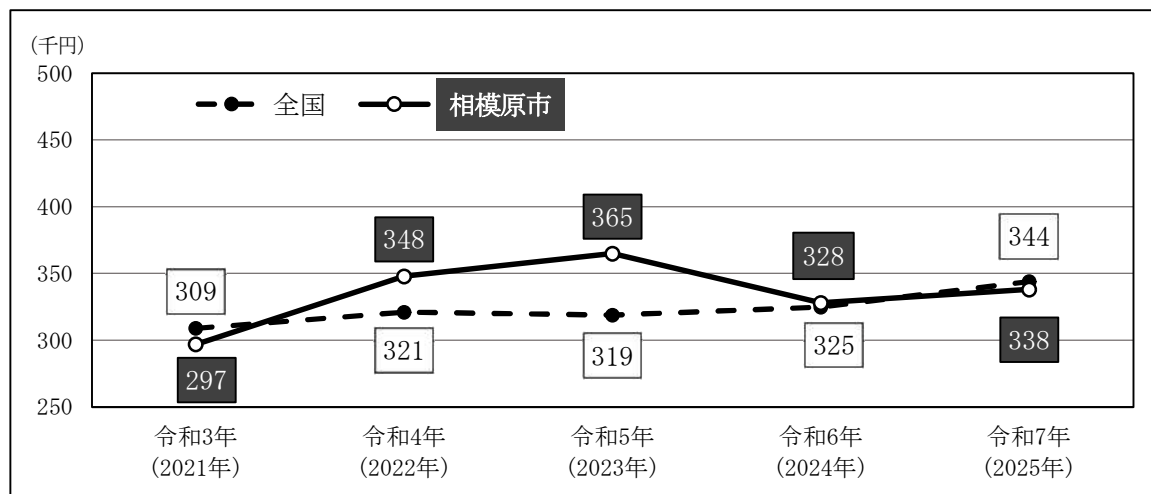 (千円)
500
450
400
350
300
250
全国
相模原市
309
348
365
328
344
297
321
319
325
338
令和3年
(2021年)
令和4年
(2022年)
令和5年
(2023年)
令和6年
(2024年)
令和7年
(2025年)